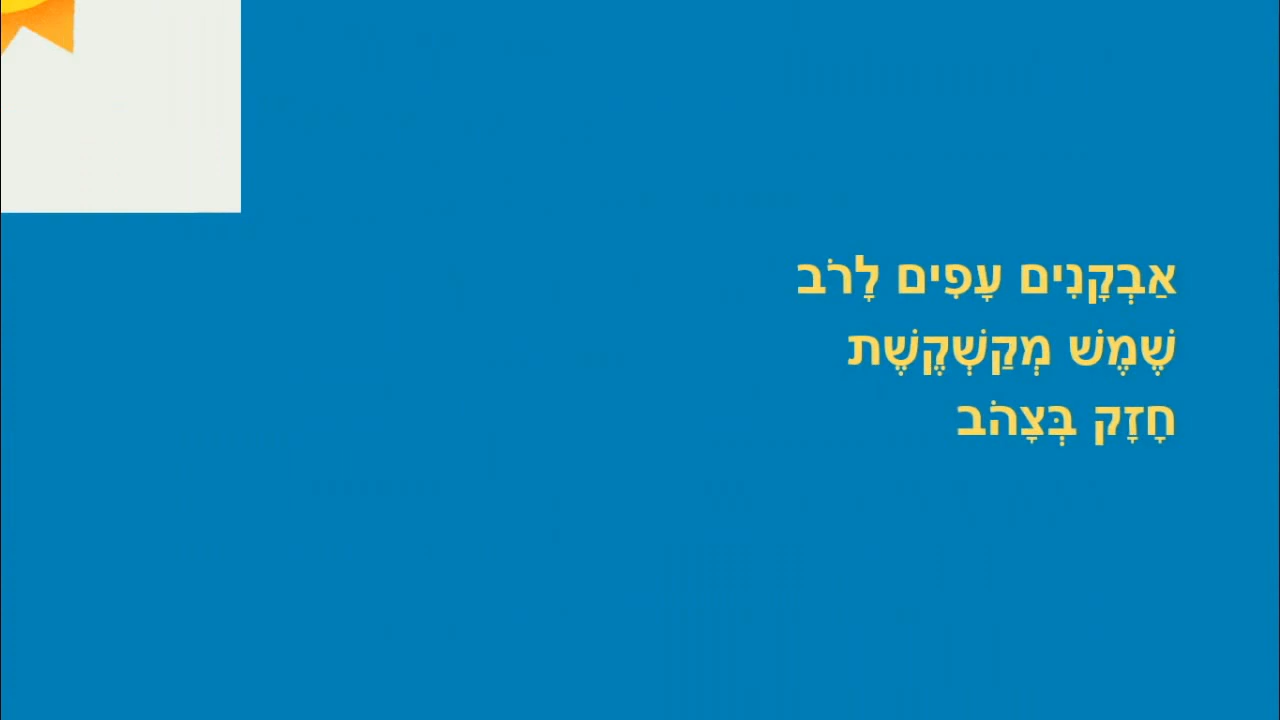 אַבְקָנִים עָפִים לָרֹב
שֶׁמֶשׁ מְקַשְׁקֶשֶׁת
חָזָק בְּצָהֹב